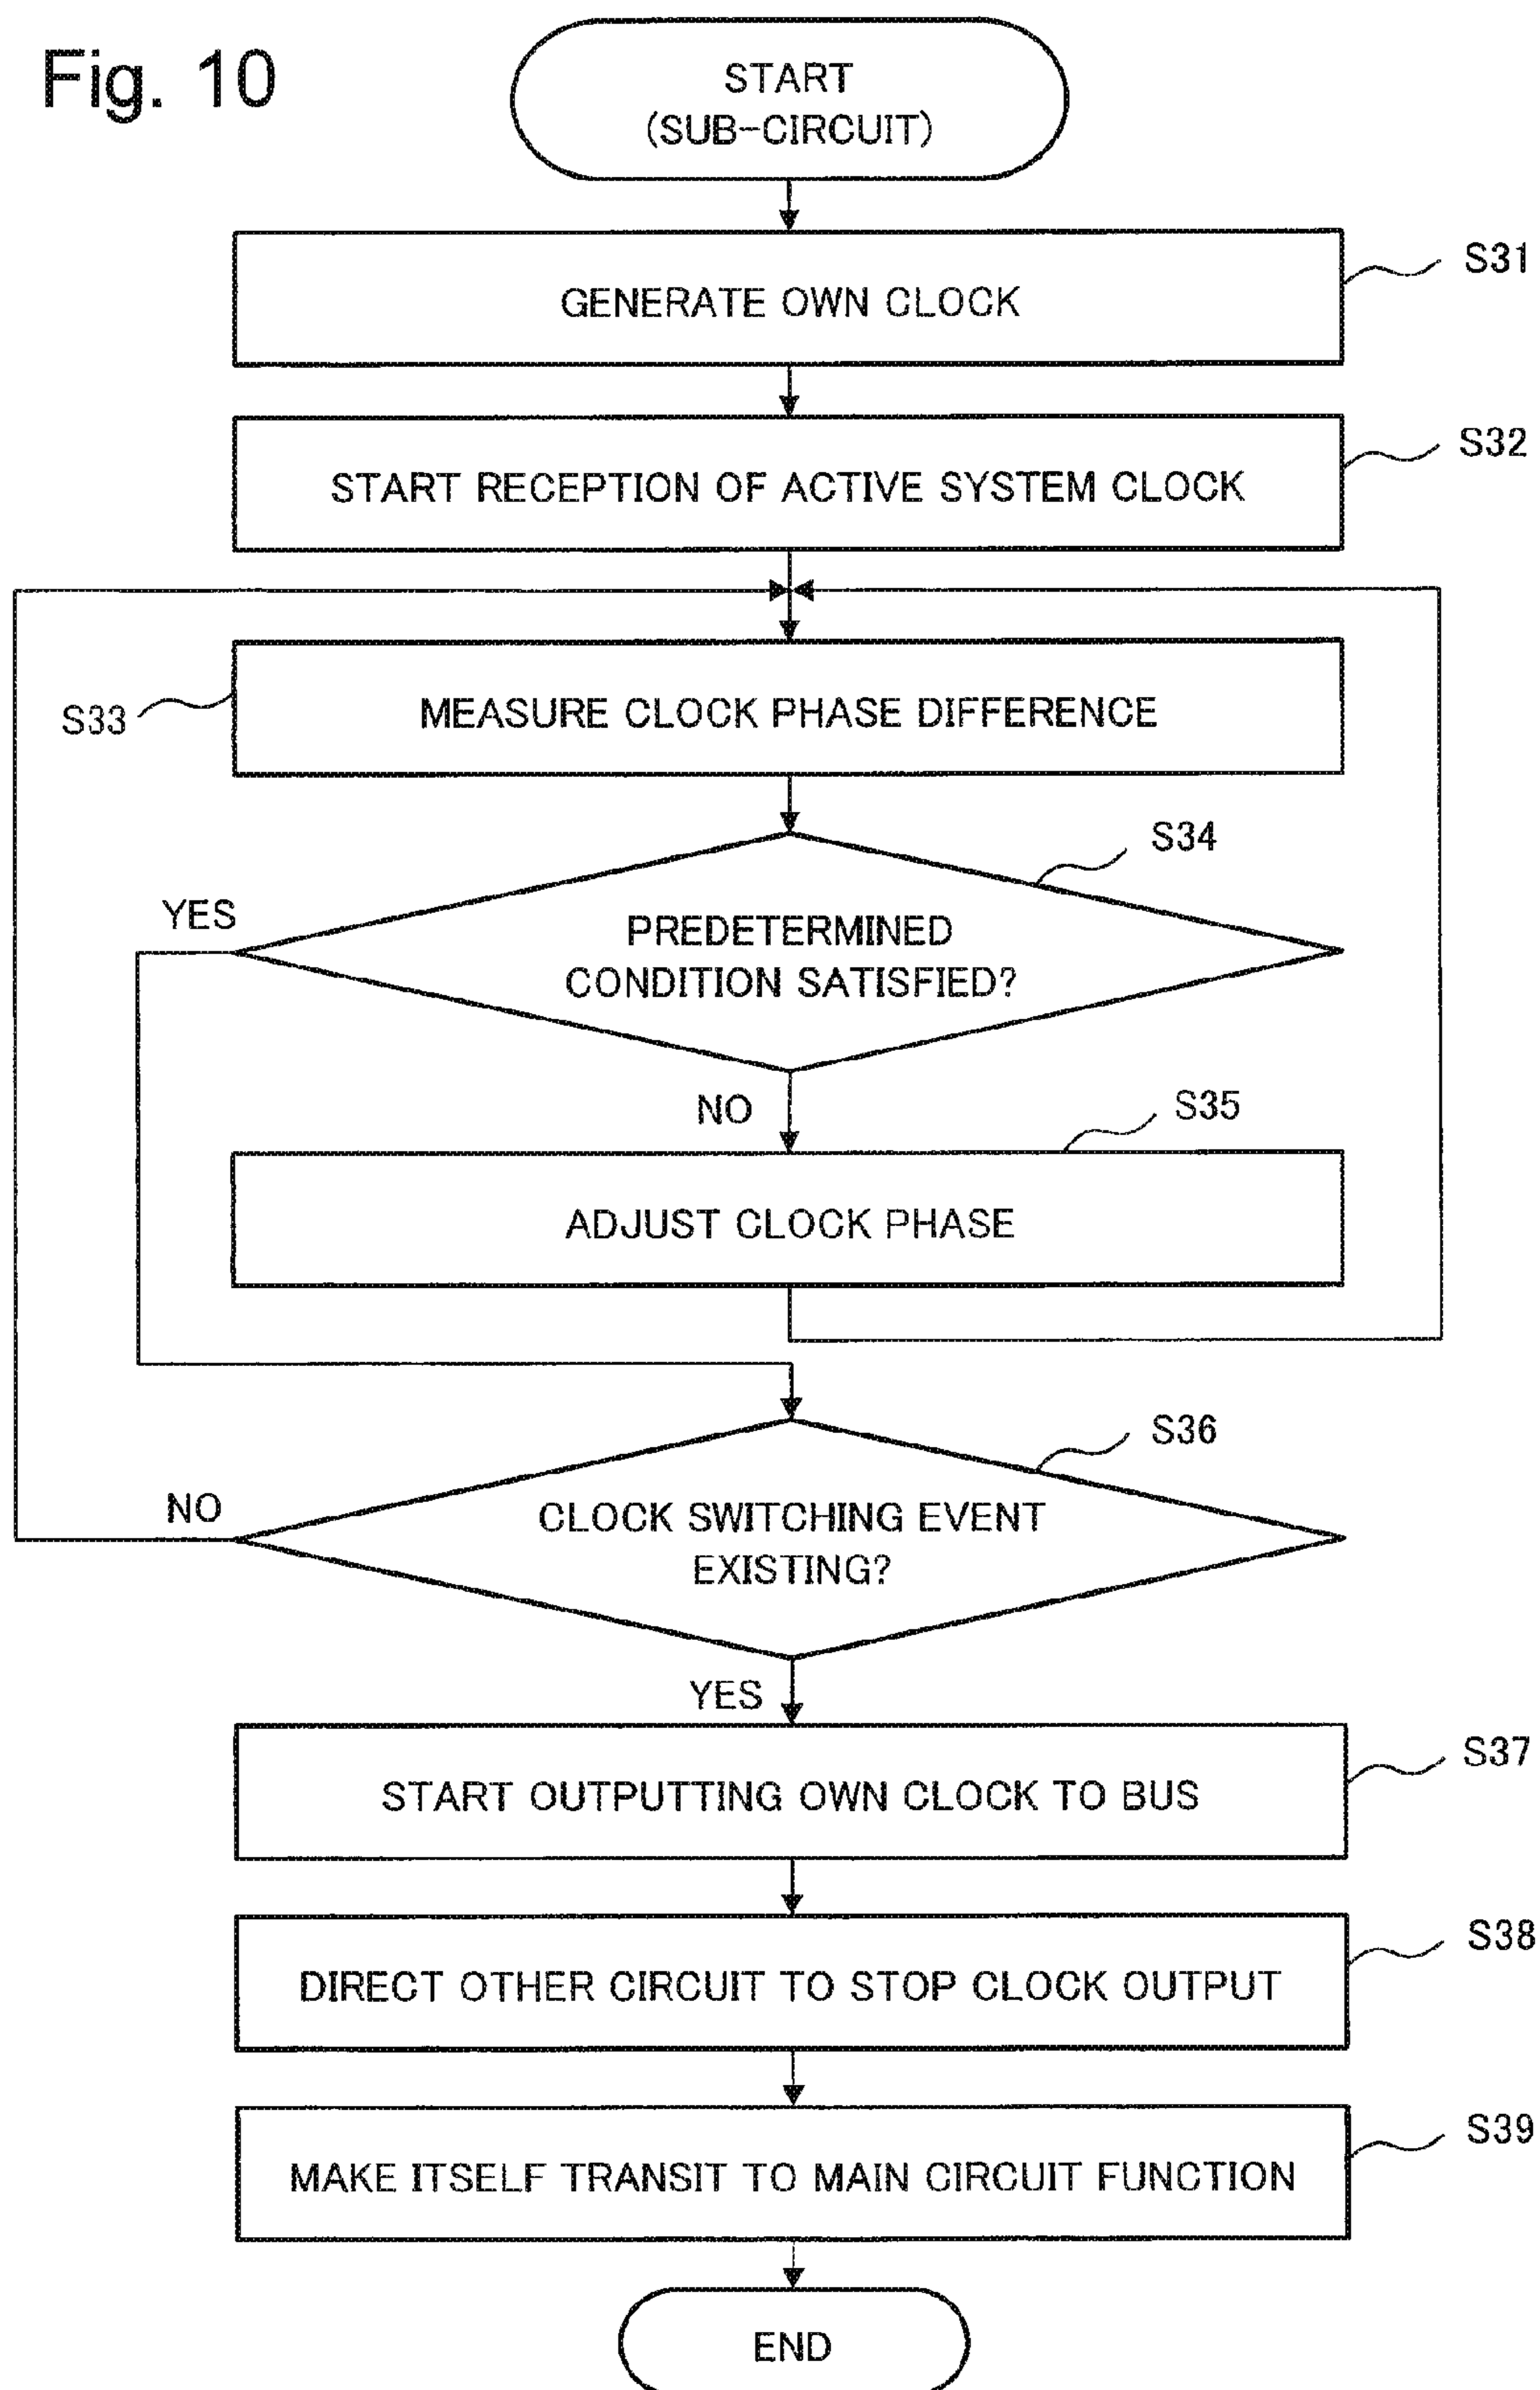 Fig. 10
START
(SUB-CIRCUIT)
S31
GENERATE OWN CLOCK
S32
START RECEPTION OF ACTIVE SYSTEM CLOCK
S33
MEASURE CLOCK PHASE DIFFERENCE
S34
YES
PREDETERMINED
CONDITION SATISFIED?
NO
S35
ADJUST CLOCK PHASE
S36
NO
CLOCK SWITCHING EVENT
EXISTING?
YES
S37
START OUTPUTTING OWN CLOCK TO BUS
S38
DIRECT OTHER CIRCUIT TO STOP CLOCK OUTPUT
S39
MAKE ITSELF TRANSIT TO MAIN CIRCUIT FUNCTION
END